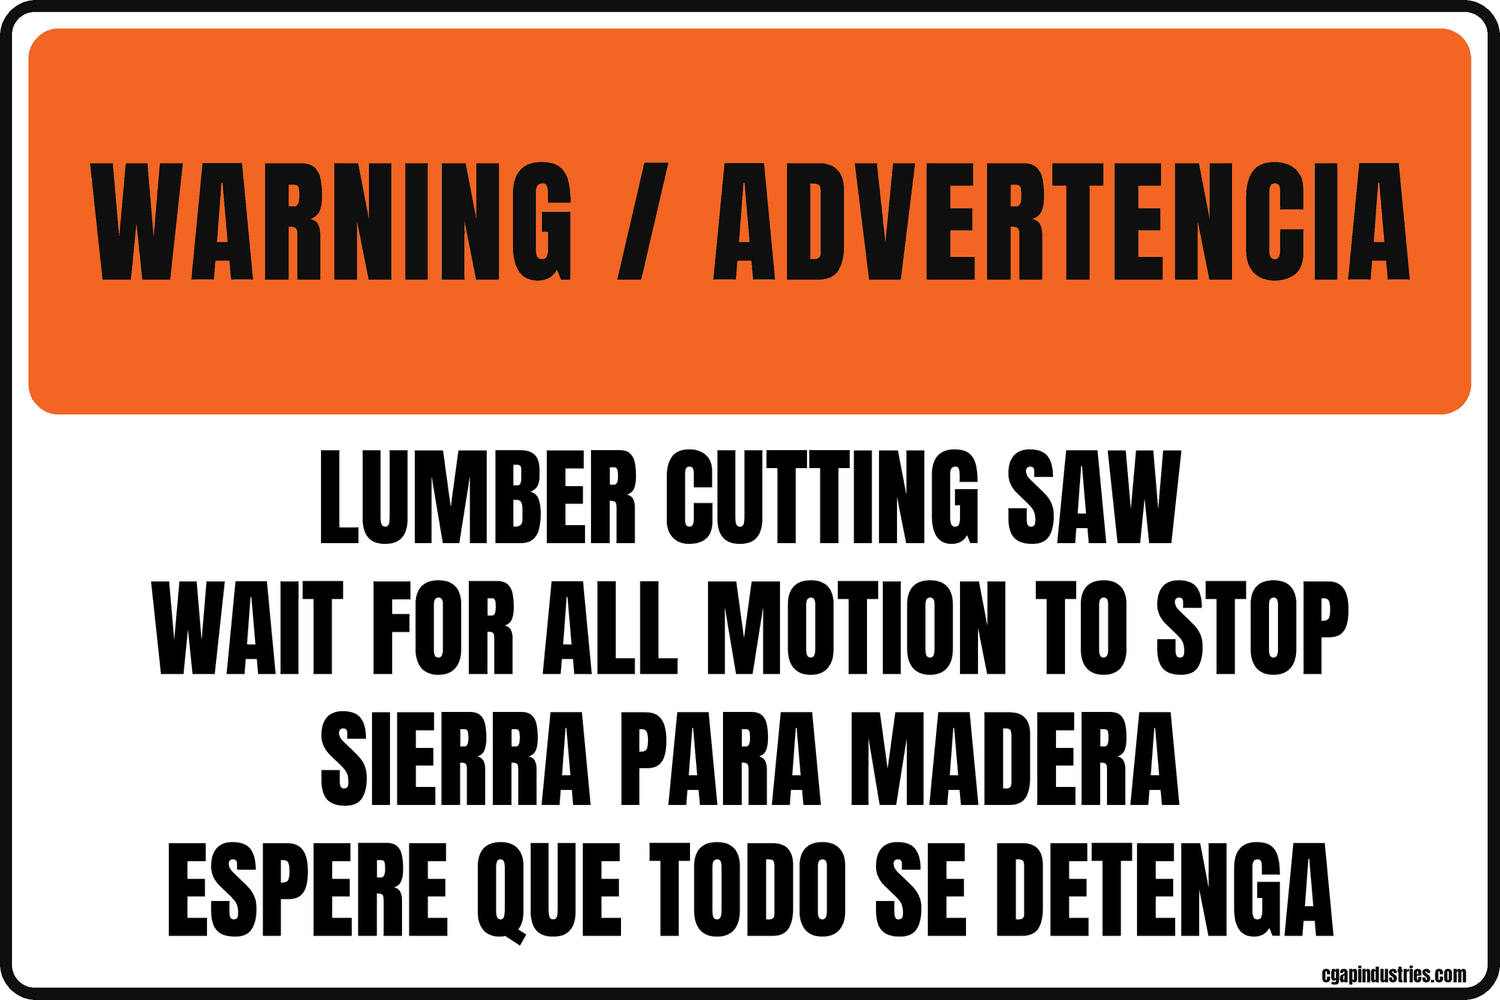 WARNING / ADVERTENCIA
LUMBER CUTTING SAW
WAIT FOR ALL MOTION TO STOP
SIERRA PARA MADERA
ESPERE QUE TODO SE DETENGA
cgapindustries.com